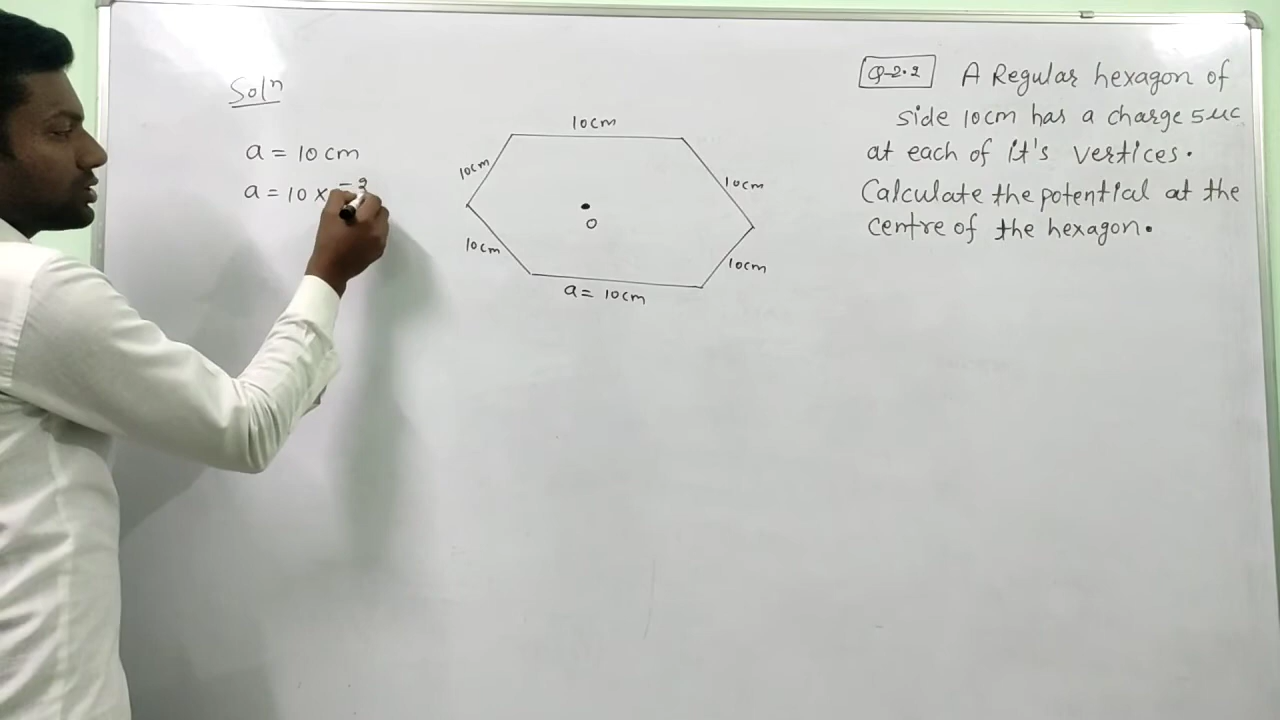 Solⁿ
a = 10 cm
a = 10 ×
10cm
10cm
10cm
O
10cm
10cm
a = 10cm
Q-2.2 A Regular hexagon of
side 10cm has a charge 5μC
at each of it's vertices.
Calculate the potential at the
centre of the hexagon.